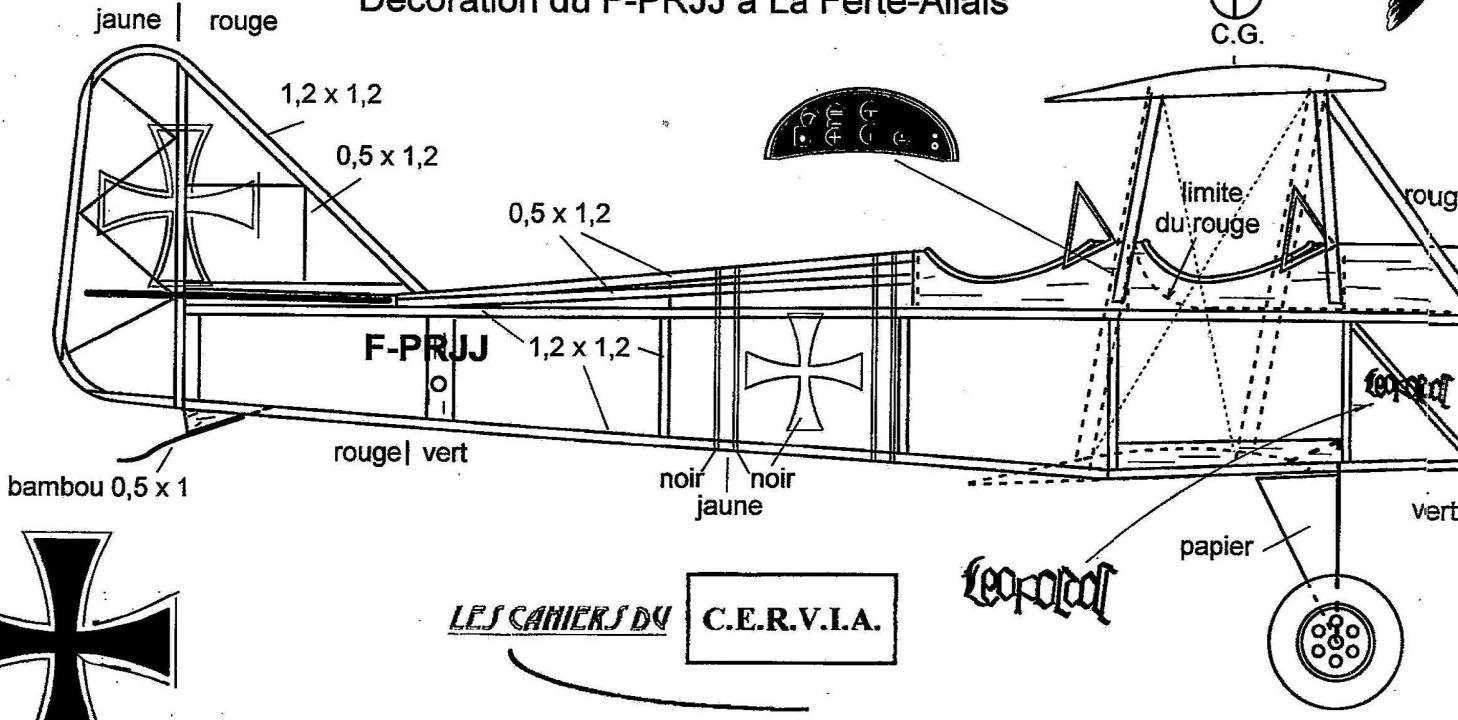 Décoration du F-PRJJ à La Ferté-Allais
jaune | rouge
C.G.
1,2 x 1,2
0,5 x 1,2
0,5 x 1,2
limite
du rouge
F-PRJJ
1,2 x 1,2
Leopold
rouge | vert
noir
noir
jaune
bambou 0,5 x 1
vert
papier
LES CAHIERS DU
C.E.R.V.I.A.
Leopold